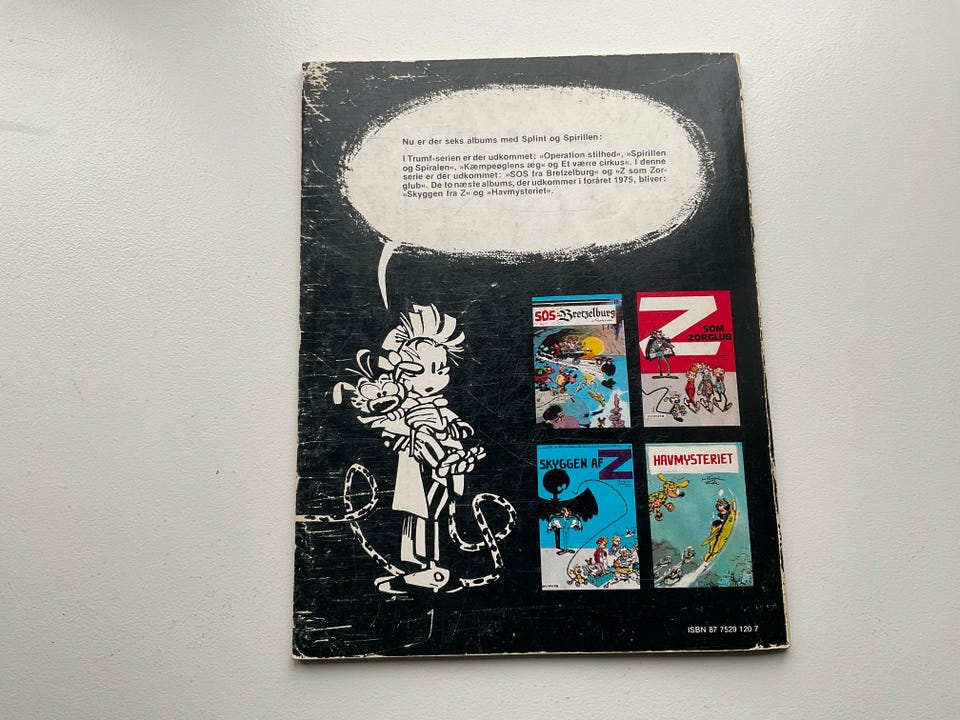 Nu er der seks albums med Splint og Spirillen:
I Trumf-serien er der udkommet: »Operation stilhed«, »Spirillen
og Spiralen«, »Kæmpeøglens æg« og Et værre cirkus«. I denne
serie er der udkommet: »SOS fra Bretzelburg« og »Z som Zor-
glub«. De to næste albums, der udkommer i foråret 1975, bliver:
»Skyggen fra Z« og »Havmysteriet«.
SOS Bretzelburg
Z
SOM
ZORGLUB
SKYGGEN AF Z
HAVMYSTERIET
ISBN 87 7529 120 7